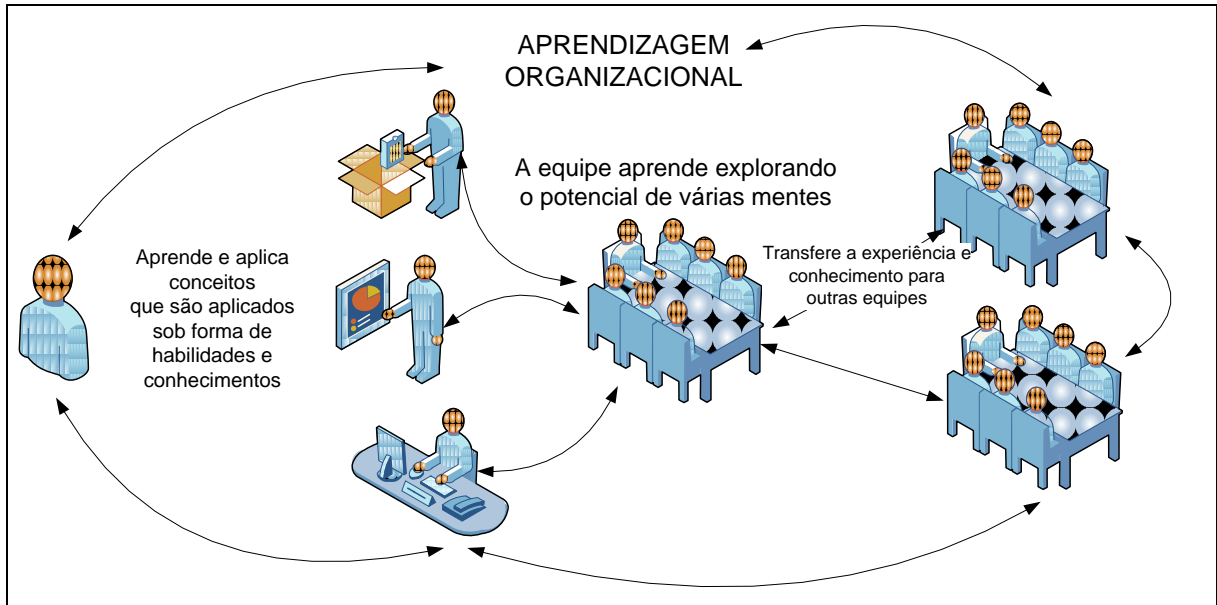 APRENDIZAGEM
ORGANIZACIONAL
A equipe aprende explorando
o potencial de várias mentes
Aprende e aplica
conceitos
que são aplicados
sob forma de
habilidades e
conhecimentos
Transfere a experiência e
conhecimento para
outras equipes